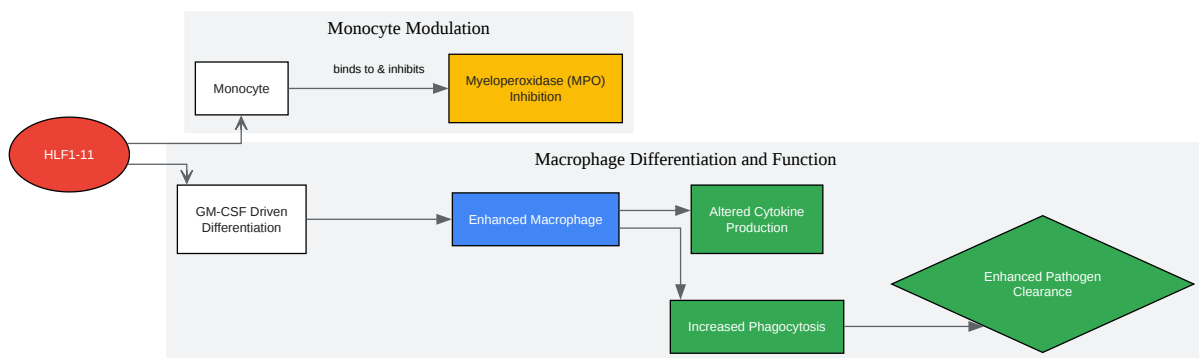 Monocyte Modulation
Monocyte
binds to & inhibits
Myeloperoxidase (MPO)
Inhibition
HLF1-11
Macrophage Differentiation and Function
GM-CSF Driven
Differentiation
Enhanced Macrophage
Altered Cytokine
Production
Increased Phagocytosis
Enhanced Pathogen
Clearance